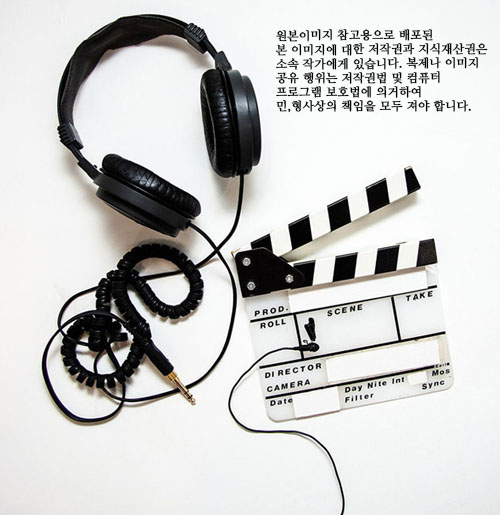 원본이미지 참고용으로 배포된
본 이미지에 대한 저작권과 지식재산권은
소속 작가에게 있습니다. 복제나 이미지
공유 행위는 저작권법 및 컴퓨터
프로그램 보호법에 의거하여
민,형사상의 책임을 모두 져야 합니다.
PROD.
ROLL SCENE TAKE
DIRECTOR
CAMERA
Date Day Nite Int Mos
Filter Sync